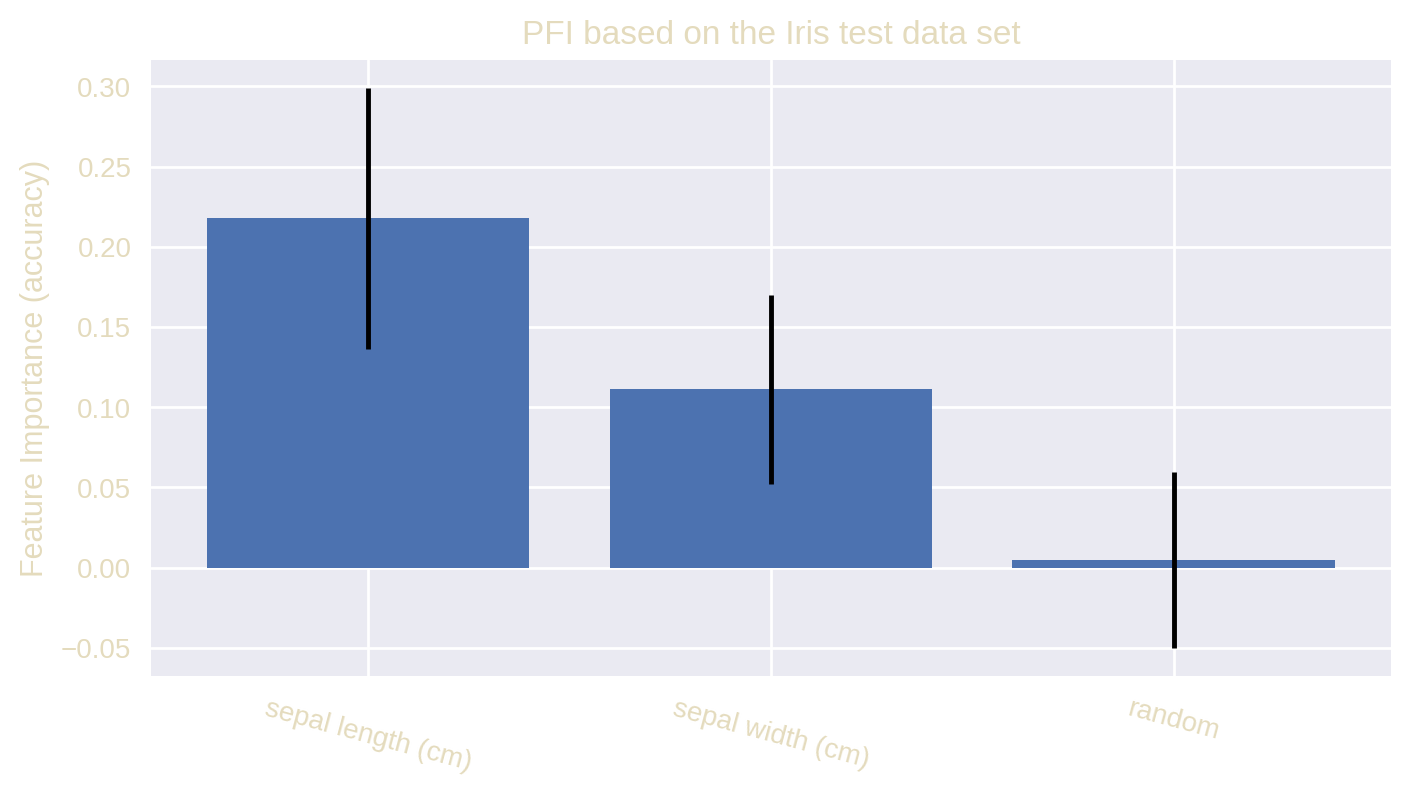 PFI based on the Iris test data set
Feature Importance (accuracy)
0.30
0.25
0.20
0.15
0.10
0.05
0.00
−0.05
sepal length (cm)
sepal width (cm)
random